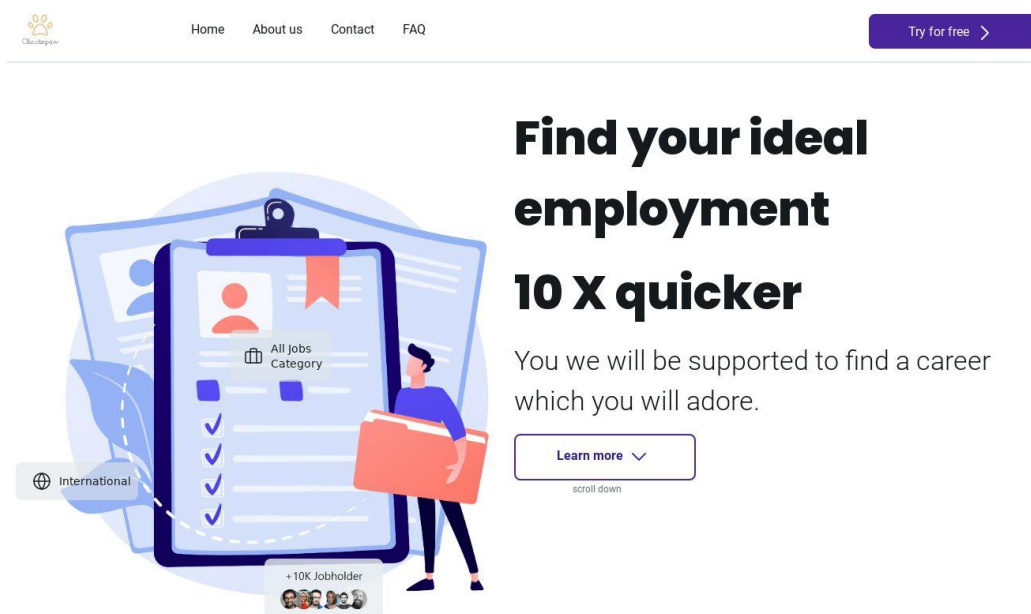 Home About us Contact FAQ
Try for free
Find your ideal
employment
10 X quicker
You we will be supported to find a career
which you will adore.
Learn more
scroll down
All Jobs
Category
International
+10K Jobholder